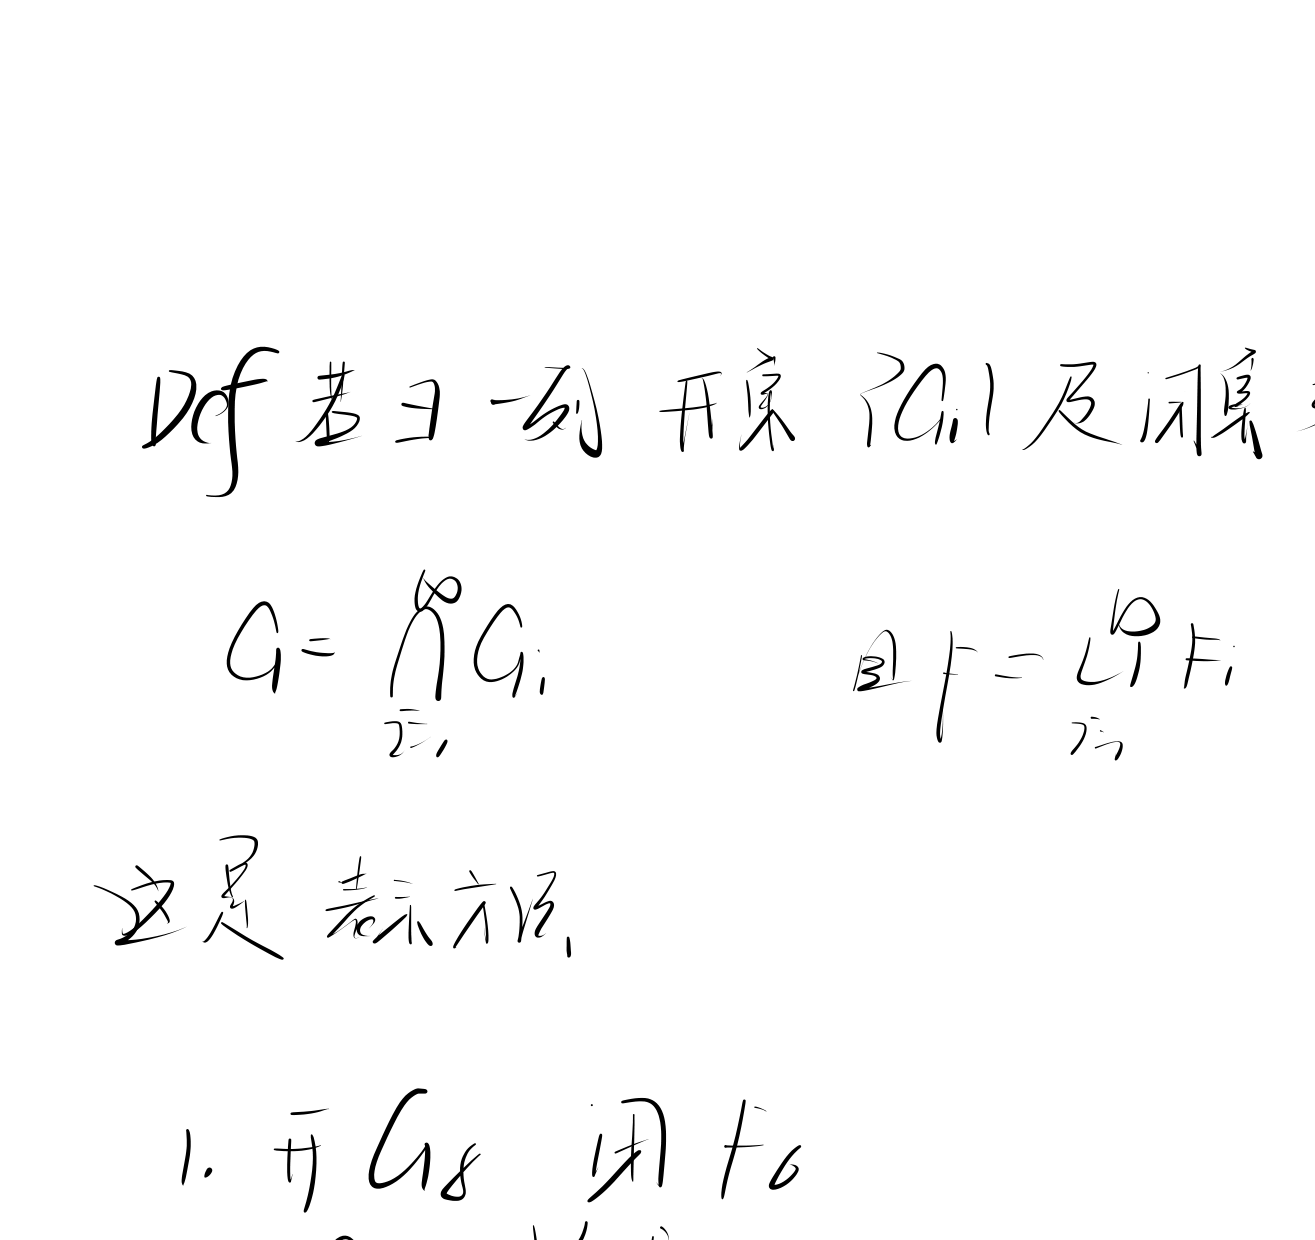 Def 若 ∃ 一列 开集 {Gᵢ} 及 闭集
G = ⋂_{i=1}^{∞} Gᵢ 且 F = ⋃_{i=1}^{∞} Fᵢ
这是 表示方
1. 开 G_δ 闭 F_σ